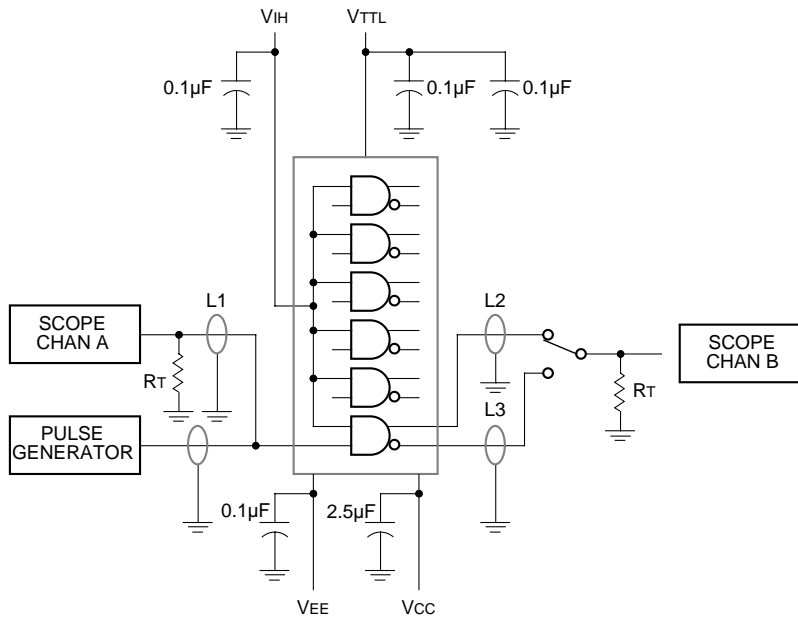 VIH
VTTL
0.1µF
0.1µF
0.1µF
L1
L2
SCOPE
CHAN A
RT
SCOPE
CHAN B
RT
PULSE
GENERATOR
L3
0.1µF
2.5µF
VEE
VCC